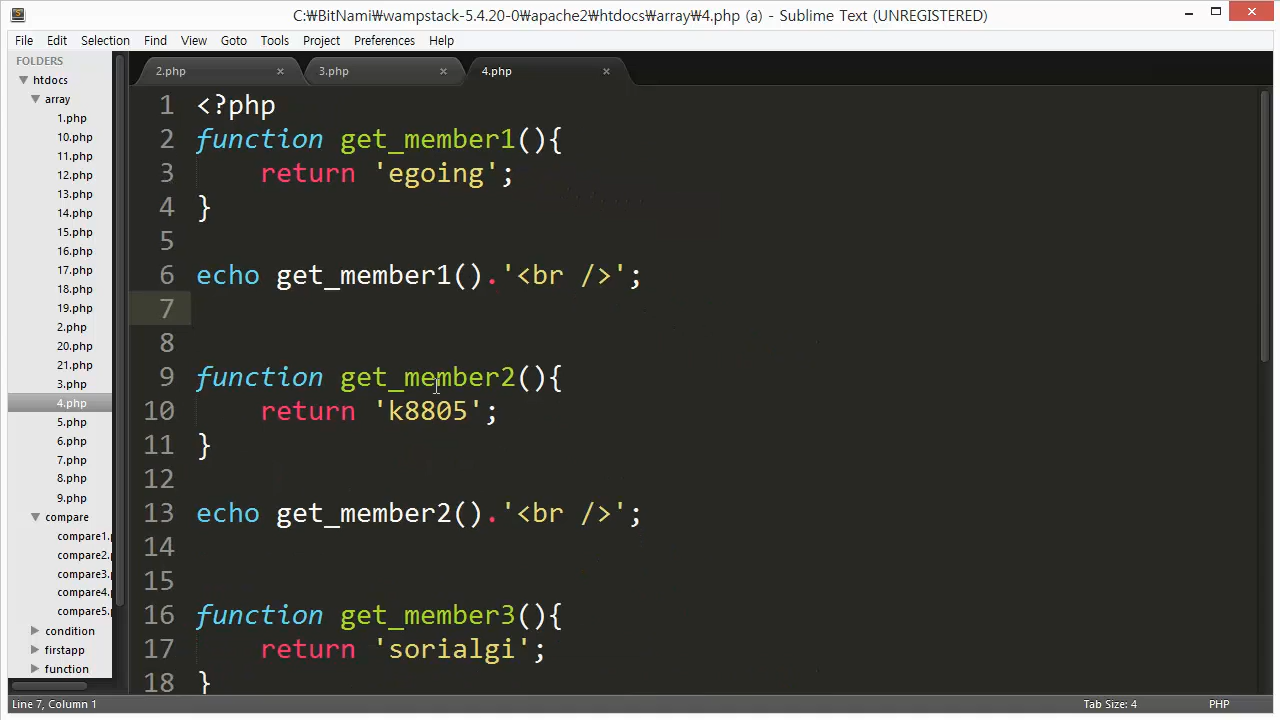 C:₩BitNami₩wampstack-5.4.20-0₩apache2₩htdocs₩array₩4.php (a) - Sublime Text (UNREGISTERED)
File Edit Selection Find View Goto Tools Project Preferences Help
FOLDERS
htdocs
array
1.php
10.php
11.php
12.php
13.php
14.php
15.php
16.php
17.php
18.php
19.php
2.php
20.php
21.php
3.php
4.php
5.php
6.php
7.php
8.php
9.php
compare
compare1.p
compare2.
compare3.p
compare4.p
compare5.p
condition
firstapp
function
2.php × 3.php × 4.php ×
1 <?php
2 function get_member1(){
3     return 'egoing';
4 }
5
6 echo get_member1().'<br />';
7
8
9 function get_member2(){
10     return 'k8805';
11 }
12
13 echo get_member2().'<br />';
14
15
16 function get_member3(){
17     return 'sorialgi';
18 }
Line 7, Column 1
Tab Size: 4 PHP